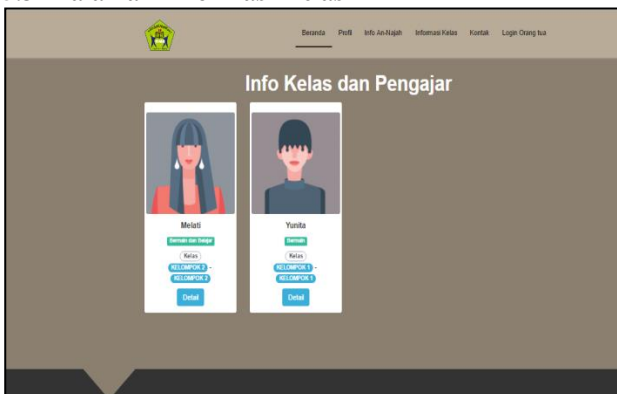 Beranda Profil Info An-Najah Informasi Kelas Kontak Login Orang tua
Info Kelas dan Pengajar
Melati
Bermain dan Belajar
Kelas
KELOMPOK 2 -
KELOMPOK 2
Detail
Yunita
Bermain
Kelas
KELOMPOK 1 -
KELOMPOK 1
Detail